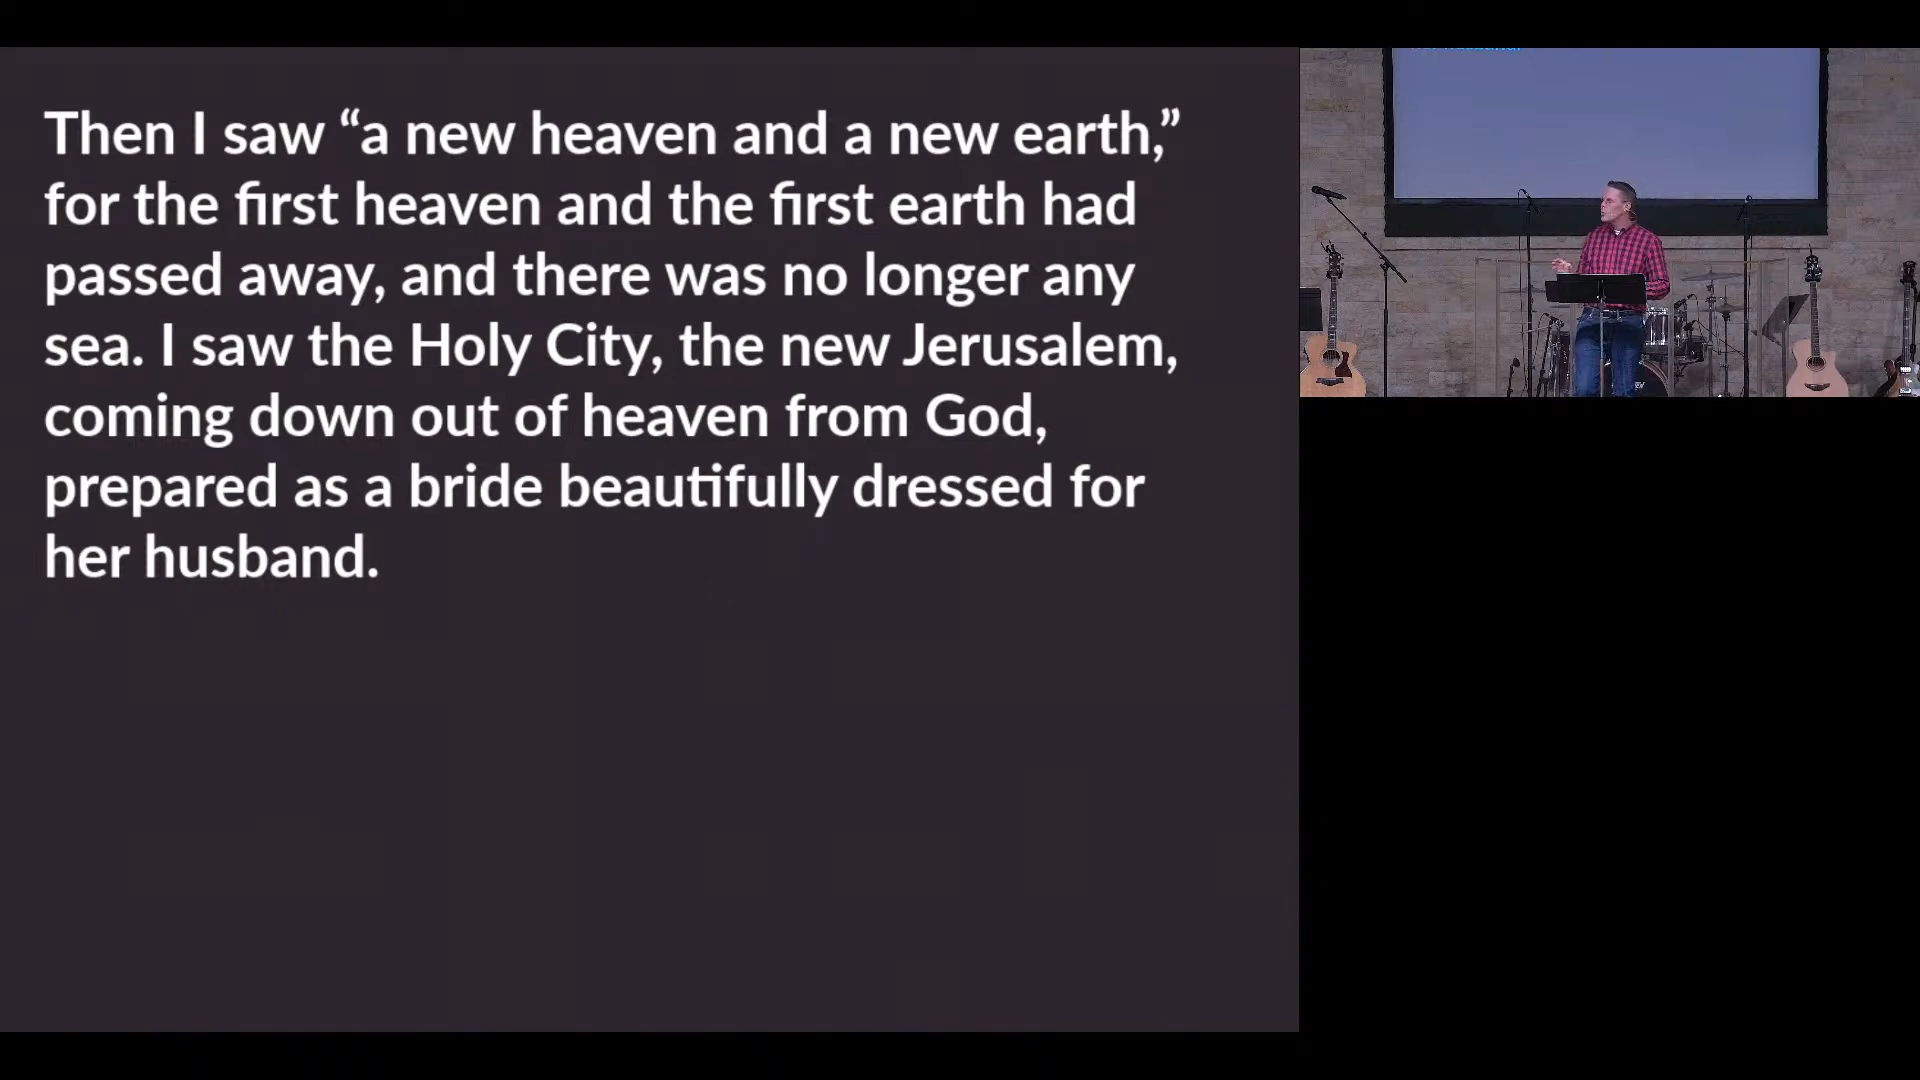 Then I saw “a new heaven and a new earth,”
for the first heaven and the first earth had
passed away, and there was no longer any
sea. I saw the Holy City, the new Jerusalem,
coming down out of heaven from God,
prepared as a bride beautifully dressed for
her husband.